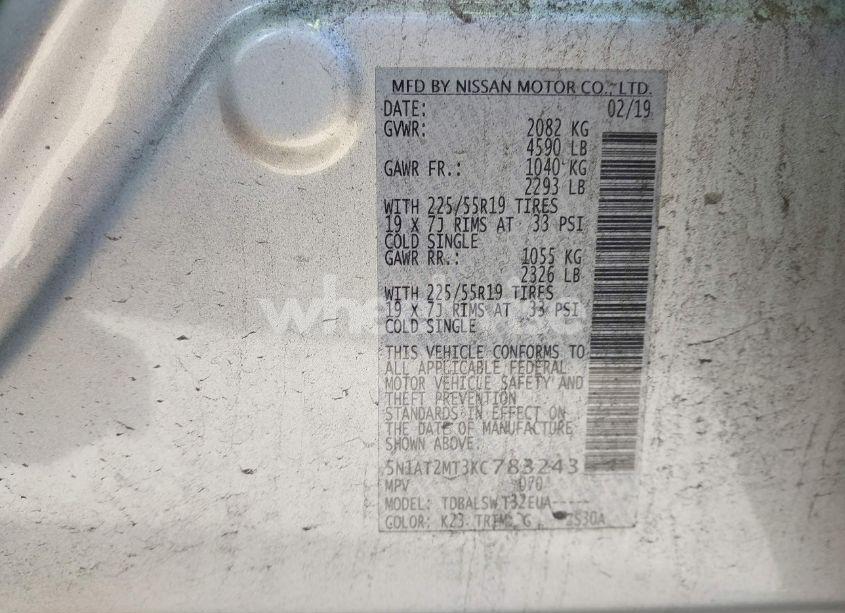 MFD BY NISSAN MOTOR CO., LTD.
DATE: 02/19
GVWR: 2082 KG
4590 LB
GAWR FR.: 1040 KG
2293 LB
WITH 225/55R19 TIRES
19 X 7J RIMS AT 33 PSI
COLD SINGLE
GAWR RR.: 1055 KG
2326 LB
WITH 225/55R19 TIRES
19 X 7J RIMS AT 33 PSI
COLD SINGLE
THIS VEHICLE CONFORMS TO
ALL APPLICABLE FEDERAL
MOTOR VEHICLE SAFETY AND
THEFT PREVENTION
STANDARDS IN EFFECT ON
THE DATE OF MANUFACTURE
SHOWN ABOVE.
5N1AT2MT3KC783243
MPV 070
MODEL: TDBALSW T32EUA-----
COLOR: K23 TRIM: G